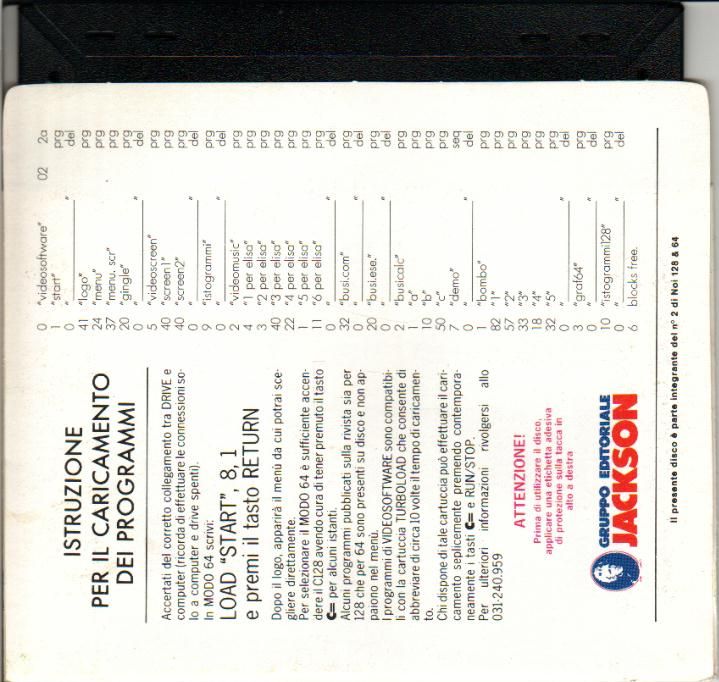 ISTRUZIONE
PER IL CARICAMENTO
DEI PROGRAMMI
Accertati del corretto collegamento tra DRIVE e
computer (ricorda di effettuare le connessioni so-
lo a computer e drive spenti).
In MODO 64 scrivi:
LOAD "START", 8, 1
e premi il tasto RETURN
Dopo il logo, apparirà il menù da cui potrai sce-
gliere direttamente.
Per selezionare il MODO 64 è sufficiente accen-
dere il C128 avendo cura di tener premuto il tasto
C= per alcuni istanti.
Alcuni programmi pubblicati sulla rivista sia per
128 che per 64 sono presenti su disco e non ap-
paiono nel menù.
I programmi di VIDEOSOFTWARE sono compatibi-
li con la cartuccia TURBOLOAD che consente di
abbreviare di circa 10 volte il tempo di caricamen-
to.
Chi dispone di tale cartuccia può effettuare il cari-
camento seplicemente premendo contempora-
neamente i tasti C= e RUN/STOP.
Per ulteriori informazioni rivolgersi allo
031-240.959
ATTENZIONE!
Prima di utilizzare il disco,
applicare una etichetta adesiva
di protezione sulla tacca in
alto a destra
GRUPPO EDITORIALE
JACKSON
0 "videosoftware" 02 2a
1 "start" prg
0 "________" del
41 "logo" prg
24 "menu" prg
37 "menu. scr" prg
20 "gingle" prg
0 "________" del
5 "videoscreen" prg
40 "screen1" prg
40 "screen2" prg
0 "________" del
9 "istogrammi" prg
0 "________" del
2 "videomusic" prg
4 "1 per elisa" prg
3 "2 per elisa" prg
40 "3 per elisa" prg
22 "4 per elisa" prg
1 "5 per elisa" prg
11 "6 per elisa" prg
0 "________" del
32 "busi.com" prg
0 "________" del
20 "busi.ese." prg
0 "________" del
2 "busicalc" prg
1 "a" prg
10 "b" prg
50 "c" prg
7 "demo" seq
0 "________" del
1 "bombo" prg
82 "1" prg
57 "2" prg
33 "3" prg
18 "4" prg
32 "5" prg
0 "________" del
3 "graf64" prg
0 "________" del
10 "istogrammi128" prg
0 "________" del
6 blocks free.
Il presente disco è parte integrante del n° 2 di Noi 128 & 64